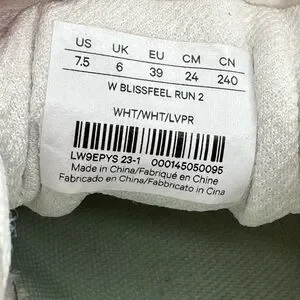 US UK EU CM CN
7.5 6 39 24 240
W BLISSFEEL RUN 2
WHT/WHT/LVPR
LW9EPYS 23-1 000145050095
Made in China/Fabriqué en Chine
Fabricado en China/Fabbricato in Cina